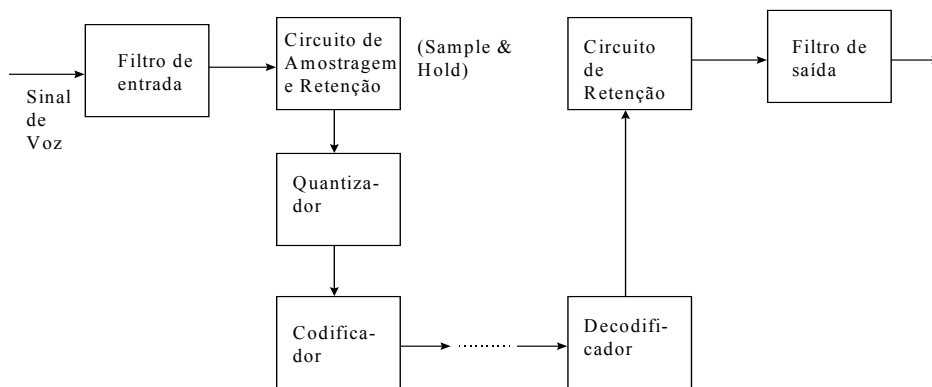 Sinal
de
Voz
Filtro de
entrada
Circuito de
Amostragem
e Retenção
(Sample &
Hold)
Quantiza-
dor
Codifica-
dor
Decodifi-
cador
Circuito
de
Retenção
Filtro de
saída